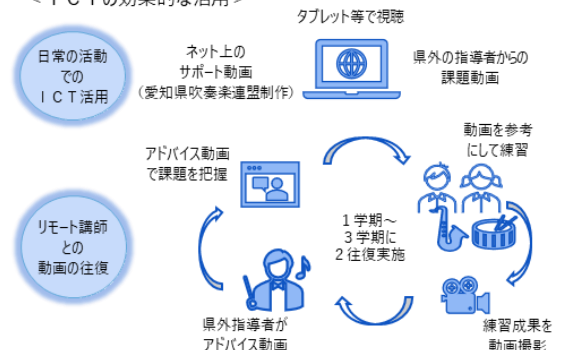 <ICTの効果的な活用>
タブレット等で視聴
日常の活動
での
ICT活用
ネット上の
サポート動画
(愛知県吹奏楽連盟制作)
県外の指導者からの
課題動画
リモート講師
との
動画の往復
アドバイス動画
で課題を把握
動画を参考
にして練習
1学期~
3学期に
2往復実施
練習成果を
動画撮影
県外指導者が
アドバイス動画